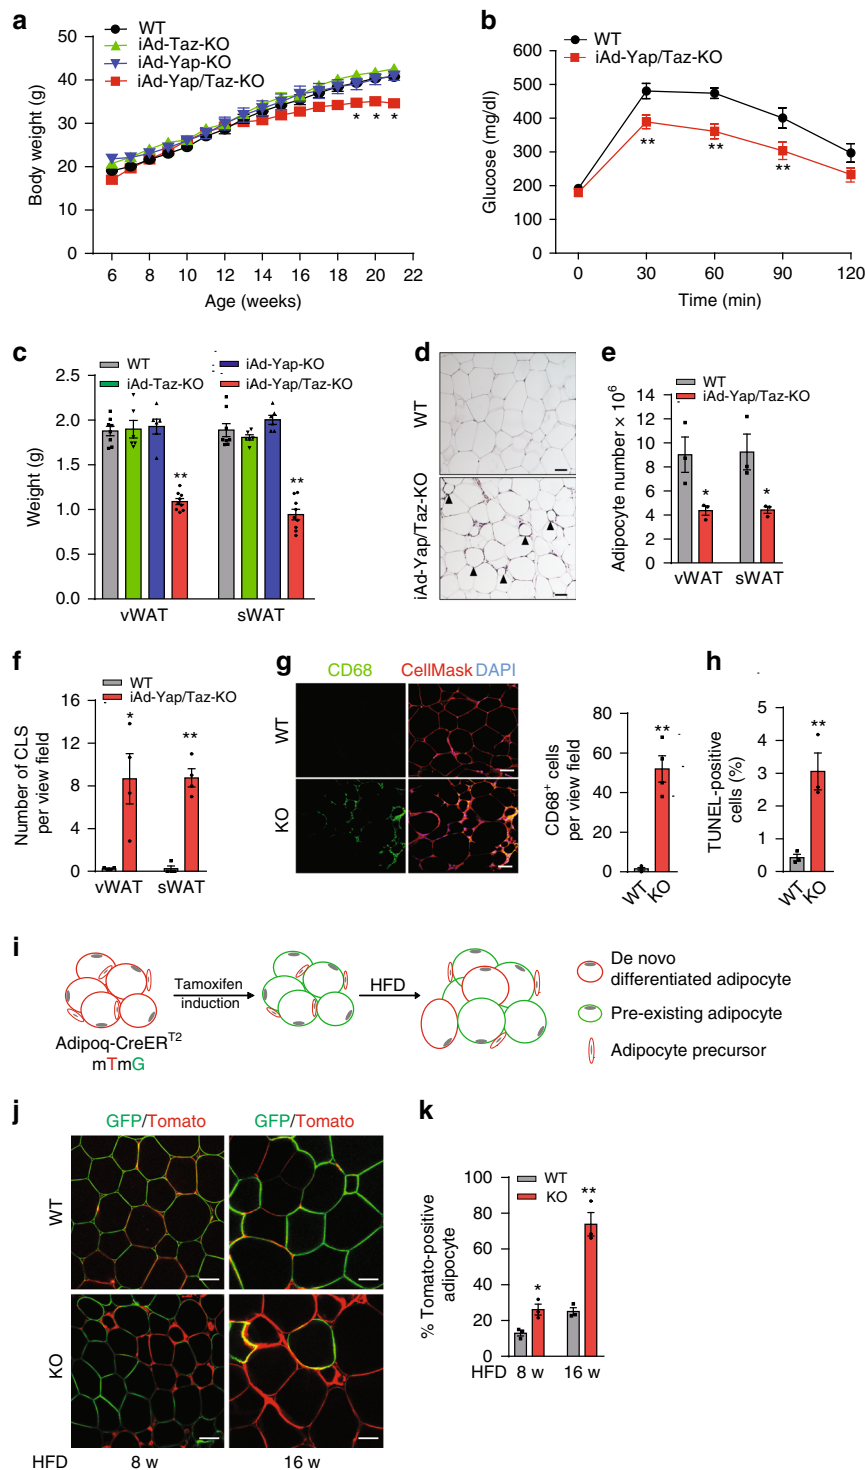 a
WT
iAd-Taz-KO
iAd-Yap-KO
iAd-Yap/Taz-KO
Body weight (g)
50
40
30
20
10
0
* * *
6 8 10 12 14 16 18 20 22
Age (weeks)
b
WT
iAd-Yap/Taz-KO
Glucose (mg/dl)
600
500
400
300
200
100
0
** ** **
0 30 60 90 120
Time (min)
c
WT
iAd-Yap-KO
iAd-Taz-KO
iAd-Yap/Taz-KO
Weight (g)
2.5
2.0
1.5
1.0
0.5
0.0
** **
vWAT sWAT
d
WT
iAd-Yap/Taz-KO
e
WT
iAd-Yap/Taz-KO
Adipocyte number × 10⁶
14
12
10
8
6
4
2
0
* *
vWAT sWAT
f
WT
iAd-Yap/Taz-KO
Number of CLS
per view field
16
12
8
4
0
* **
vWAT sWAT
g
CD68 CellMask DAPI
WT
KO
CD68⁺ cells
per view field
80
60
40
20
0
**
WT KO
h
TUNEL-positive
cells (%)
5
4
3
2
1
0
**
WT KO
i
Tamoxifen
induction
HFD
Adipoq-CreERᵀ²
mTmG
De novo
differentiated adipocyte
Pre-existing adipocyte
Adipocyte precursor
j
GFP/Tomato GFP/Tomato
WT
KO
HFD 8 w 16 w
k
WT
KO
% Tomato-positive
adipocyte
100
80
60
40
20
0
* **
HFD 8 w 16 w